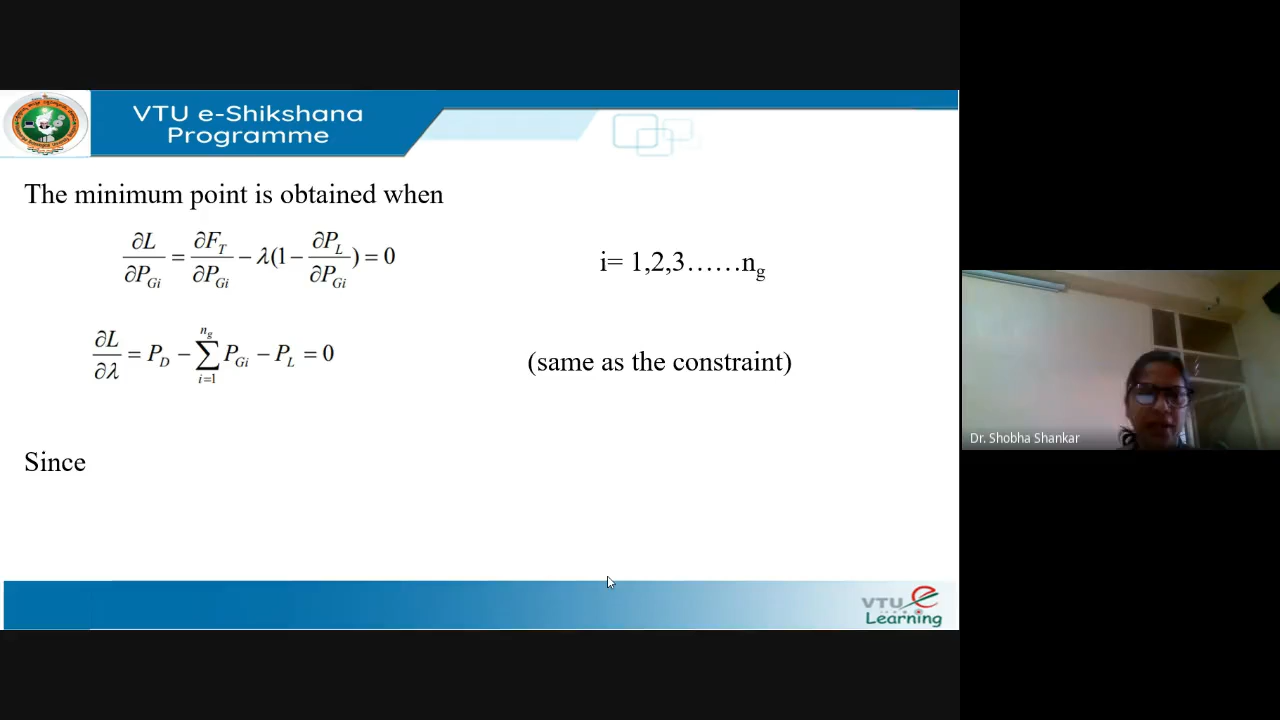 VTU e-Shikshana
Programme
The minimum point is obtained when
∂L/∂P_Gi = ∂F_T/∂P_Gi − λ(1 − ∂P_L/∂P_Gi) = 0
i= 1,2,3……n_g
∂L/∂λ = P_D − ∑_{i=1}^{n_g} P_Gi − P_L = 0
(same as the constraint)
Since
Dr. Shobha Shankar
VTU e
Learning